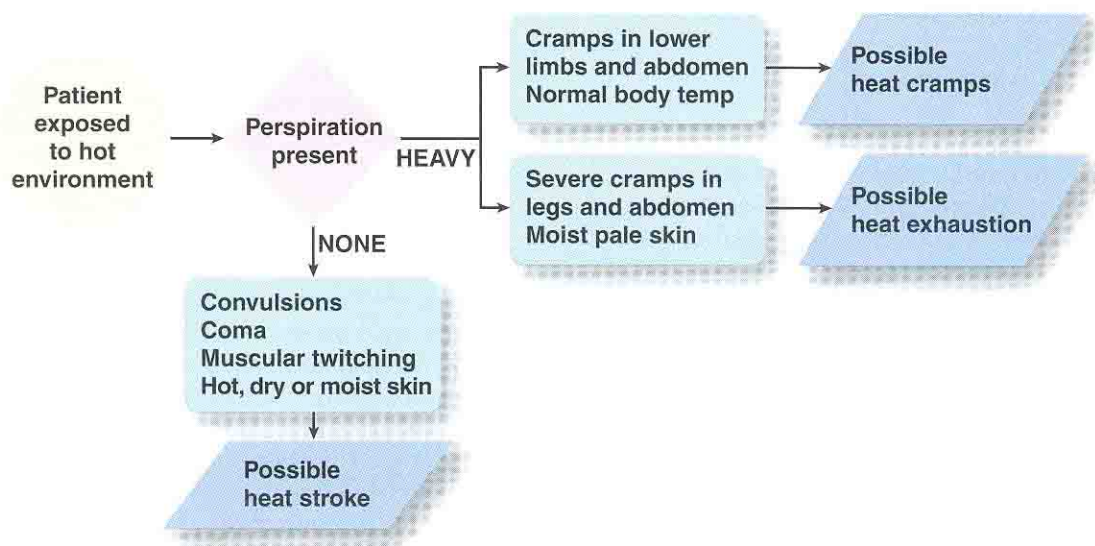 Patient
exposed
to hot
environment
Perspiration
present
HEAVY
Cramps in lower
limbs and abdomen
Normal body temp
Possible
heat cramps
Severe cramps in
legs and abdomen
Moist pale skin
Possible
heat exhaustion
NONE
Convulsions
Coma
Muscular twitching
Hot, dry or moist skin
Possible
heat stroke